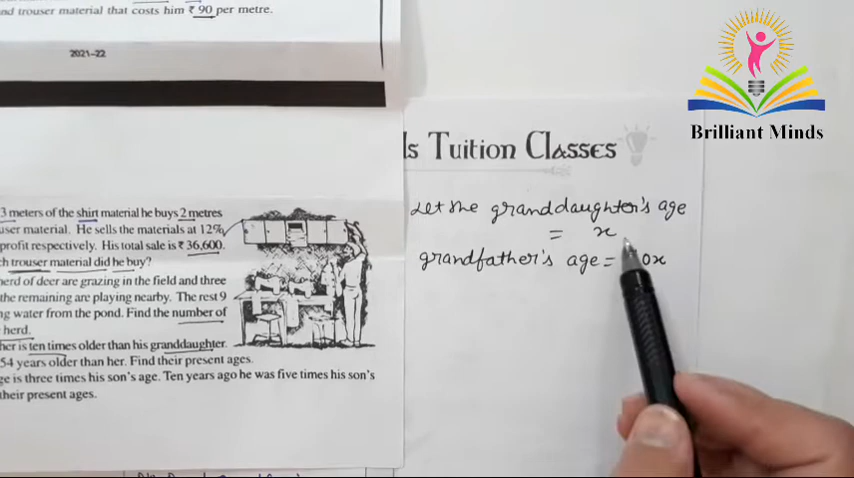 nd trouser material that costs him ₹ 90 per metre.
2021–22
Brilliant Minds
ls Tuition Classes
3 meters of the shirt material he buys 2 metres
user material. He sells the materials at 12%
profit respectively. His total sale is ₹ 36,600.
ch trouser material did he buy?
herd of deer are grazing in the field and three
the remaining are playing nearby. The rest 9
ng water from the pond. Find the number of
herd.
her is ten times older than his granddaughter.
54 years older than her. Find their present ages.
ge is three times his son's age. Ten years ago he was five times his son's
their present ages.
Let the granddaughter's age
= x
grandfather's age = 0x